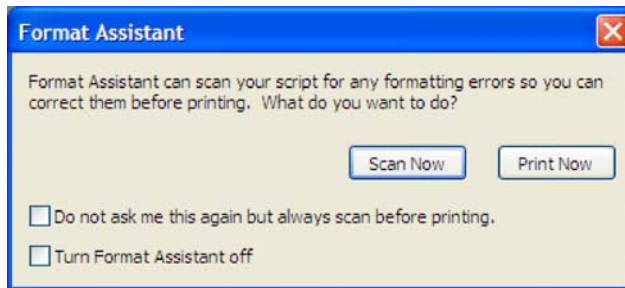 Format Assistant
Format Assistant can scan your script for any formatting errors so you can
correct them before printing.  What do you want to do?
Scan Now Print Now
Do not ask me this again but always scan before printing.
Turn Format Assistant off